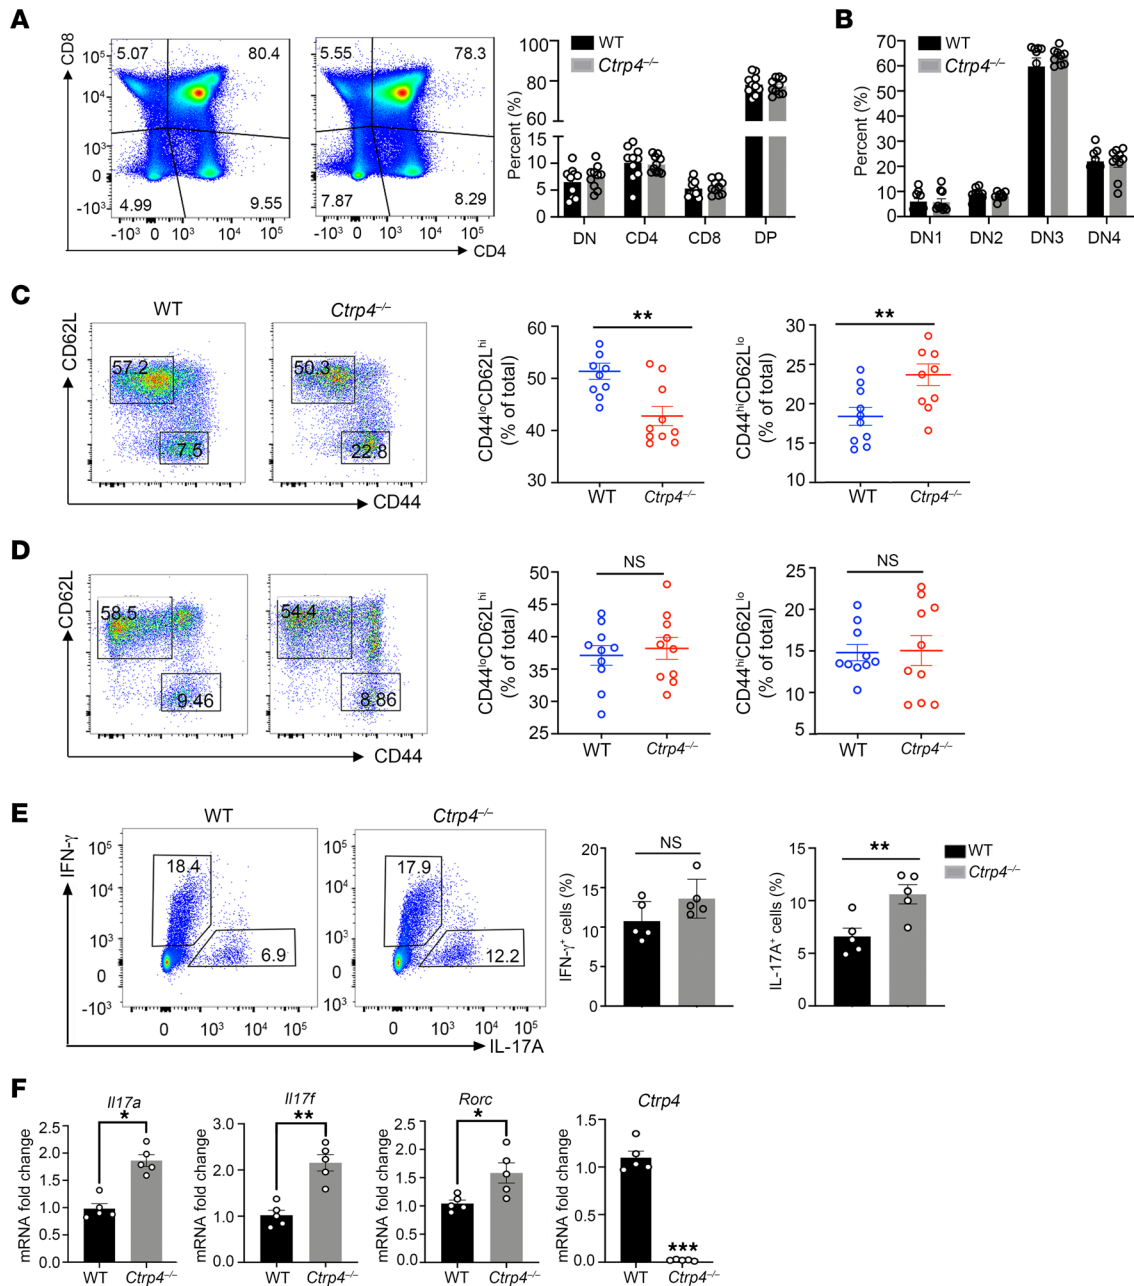 A
CD8
10⁵
10⁴
10³
0
-10³
5.07
80.4
4.99
9.55
5.55
78.3
7.87
8.29
-10³ 0 10³ 10⁴ 10⁵
-10³ 0 10³ 10⁴ 10⁵
CD4
Percent (%)
100
80
60
15
10
5
0
WT
Ctrp4–/–
DN CD4 CD8 DP
B
Percent (%)
70
60
50
40
30
20
10
0
WT
Ctrp4–/–
DN1 DN2 DN3 DN4
C
WT
Ctrp4–/–
CD62L
57.2
7.5
50.3
22.8
CD44
CD44ˡᵒCD62Lʰⁱ
(% of total)
60
50
40
30
**
WT Ctrp4–/–
CD44ʰⁱCD62Lˡᵒ
(% of total)
30
25
20
15
10
**
WT Ctrp4–/–
D
CD62L
58.5
9.46
54.4
8.86
CD44
CD44ˡᵒCD62Lʰⁱ
(% of total)
50
45
40
35
30
25
NS
WT Ctrp4–/–
CD44ʰⁱCD62Lˡᵒ
(% of total)
25
20
15
10
5
NS
WT Ctrp4–/–
E
WT
Ctrp4–/–
IFN-γ
10⁵
10⁴
10³
0
-10³
18.4
6.9
0 10³ 10⁴ 10⁵
10⁵
10⁴
10³
0
10³
17.9
12.2
0 10³ 10⁴ 10⁵
IL-17A
IFN-γ⁺ cells (%)
20
15
10
5
0
NS
IL-17A⁺ cells (%)
15
10
5
0
**
WT
Ctrp4–/–
F
Il17a
*
mRNA fold change
2.5
2.0
1.5
1.0
0.5
0.0
WT Ctrp4–/–
Il17f
**
mRNA fold change
3.0
2.0
1.0
0.0
WT Ctrp4–/–
Rorc
*
mRNA fold change
2.5
2.0
1.5
1.0
0.5
0.0
WT Ctrp4–/–
Ctrp4
mRNA fold change
1.5
1.0
0.5
0.0
***
WT Ctrp4–/–